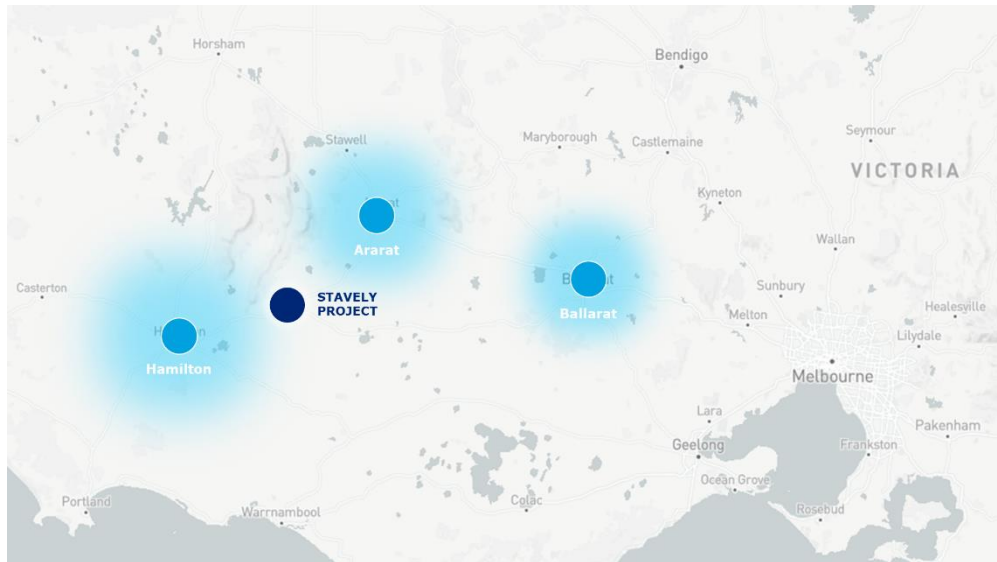 Horsham
Bendigo
Stawell
Maryborough
Castlemaine
Seymour
VICTORIA
Kyneton
Ararat
Wallan
Casterton
STAVELY
PROJECT
Ballarat
Sunbury
Melton
Healesville
Lilydale
Hamilton
Melbourne
Lara
Geelong
Frankston
Pakenham
Ocean Grove
Portland
Warrnambool
Colac
Rosebud